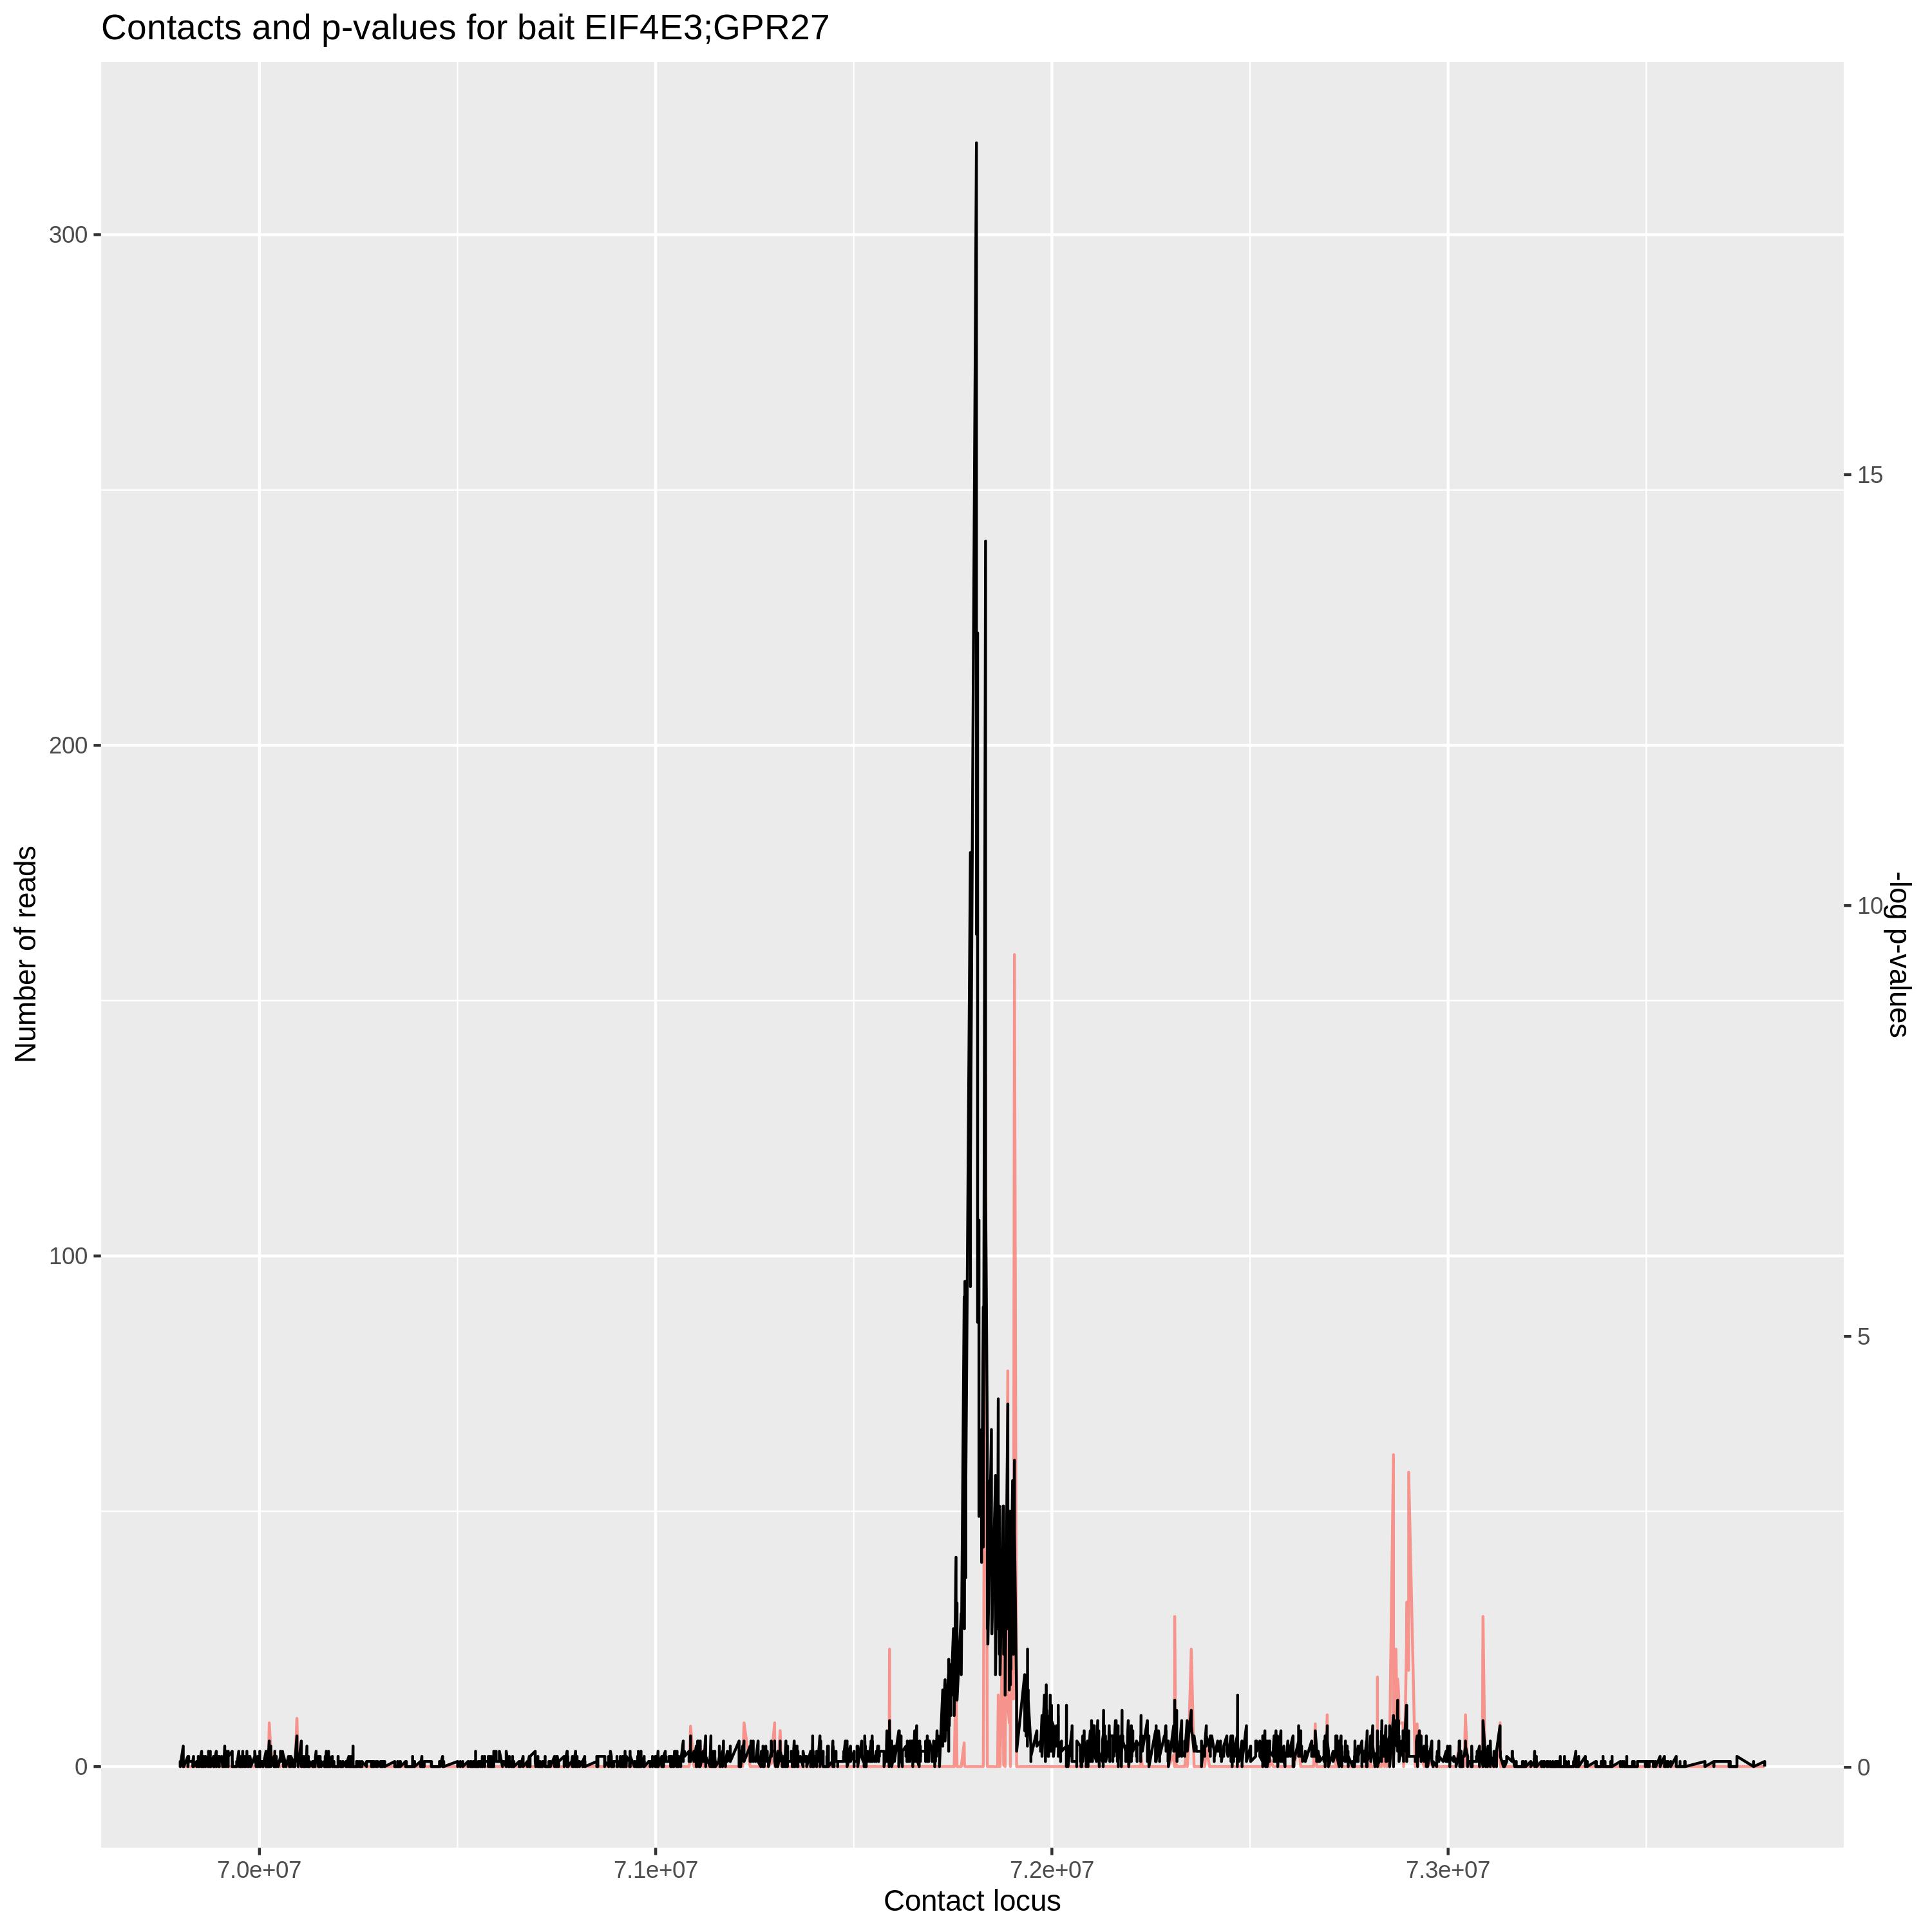 Contacts and p-values for bait EIF4E3;GPR27
300
200
100
0
Number of reads
15
10
5
0
-log p-values
7.0e+07
7.1e+07
7.2e+07
7.3e+07
Contact locus